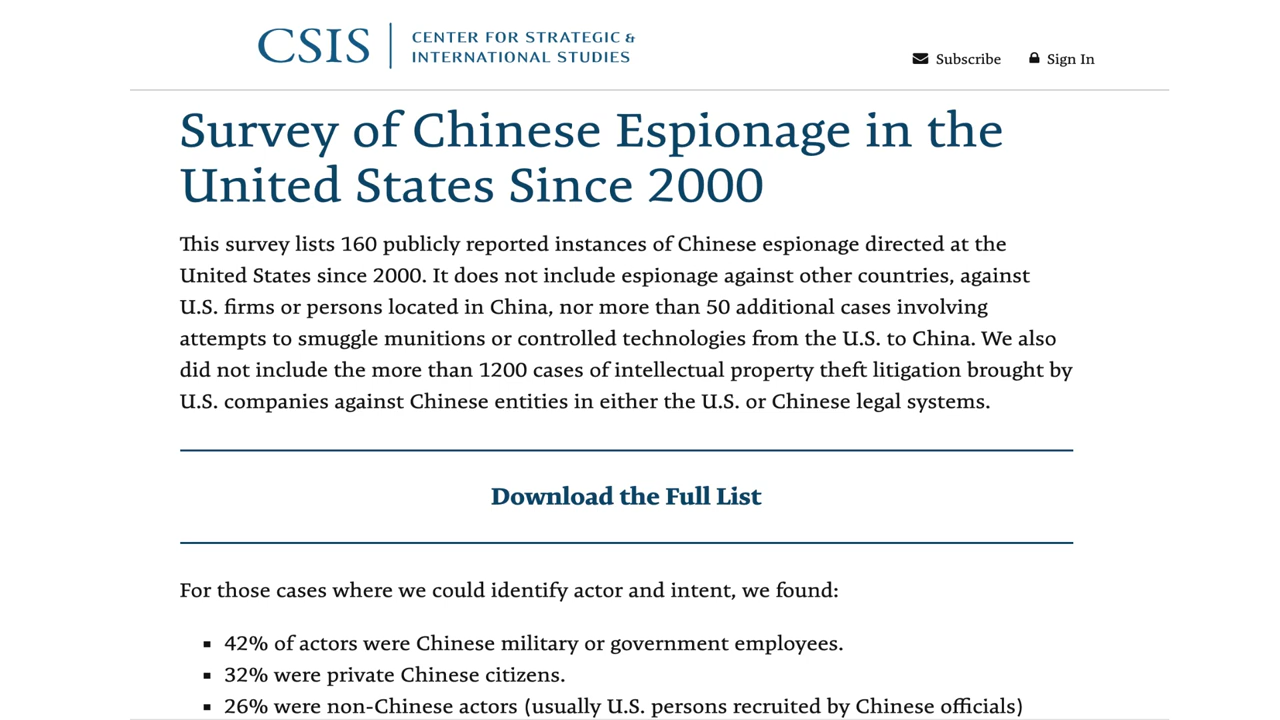 CSIS
CENTER FOR STRATEGIC &
INTERNATIONAL STUDIES
Subscribe
Sign In
Survey of Chinese Espionage in the
United States Since 2000
This survey lists 160 publicly reported instances of Chinese espionage directed at the
United States since 2000. It does not include espionage against other countries, against
U.S. firms or persons located in China, nor more than 50 additional cases involving
attempts to smuggle munitions or controlled technologies from the U.S. to China. We also
did not include the more than 1200 cases of intellectual property theft litigation brought by
U.S. companies against Chinese entities in either the U.S. or Chinese legal systems.
Download the Full List
For those cases where we could identify actor and intent, we found:
▪ 42% of actors were Chinese military or government employees.
▪ 32% were private Chinese citizens.
▪ 26% were non-Chinese actors (usually U.S. persons recruited by Chinese officials)